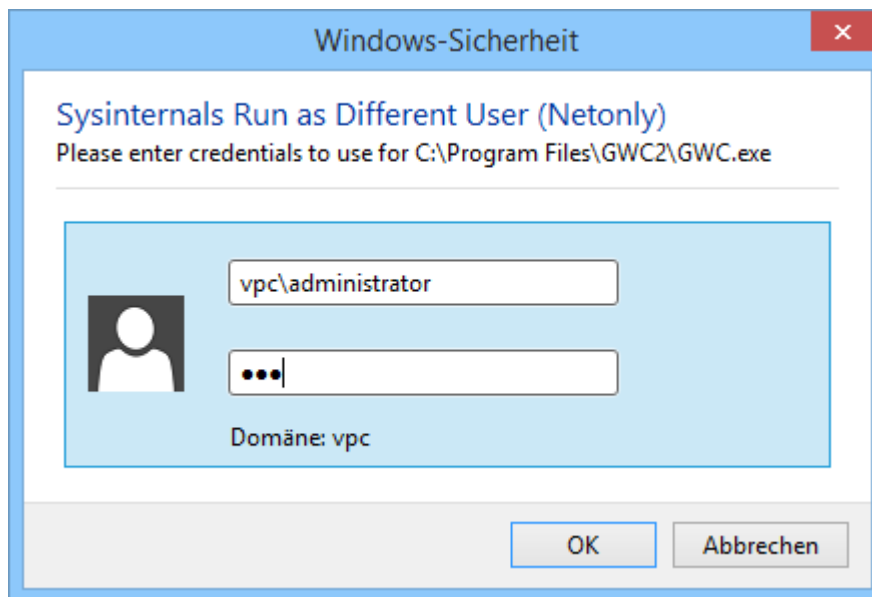 Windows-Sicherheit
Sysinternals Run as Different User (Netonly)
Please enter credentials to use for C:\Program Files\GWC2\GWC.exe
vpc\administrator
●●●
Domäne: vpc
OK
Abbrechen